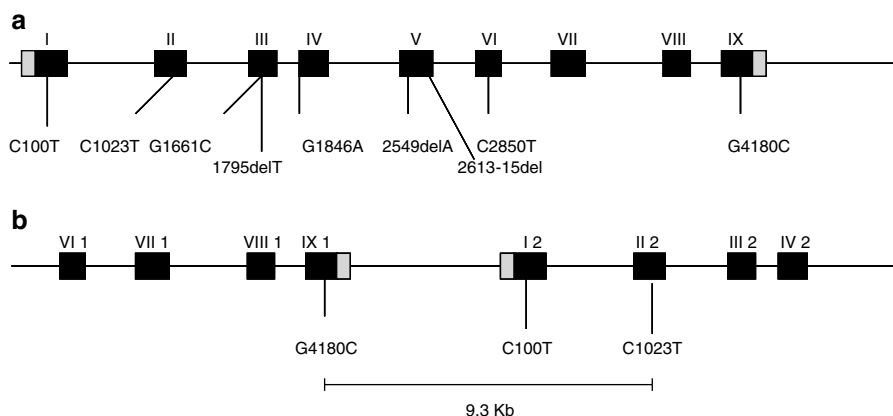 a
I II III IV V VI VII VIII IX
C100T C1023T G1661C G1846A 2549delA C2850T G4180C
1795delT 2613-15del
b
VI 1 VII 1 VIII 1 IX 1 I 2 II 2 III 2 IV 2
G4180C C100T C1023T
9.3 Kb